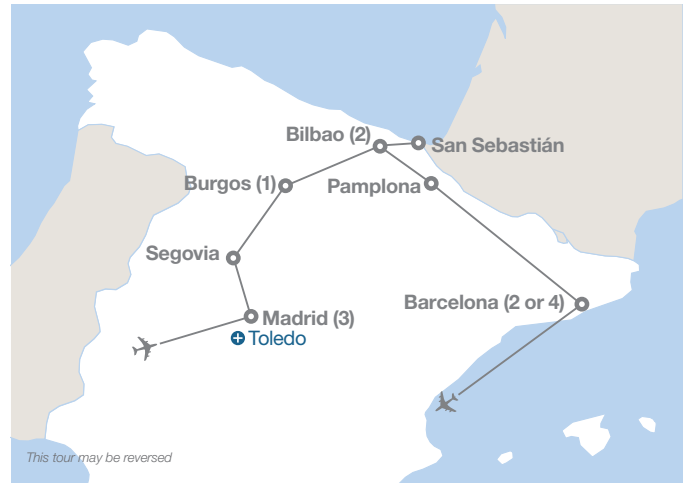 Bilbao (2)
San Sebastián
Burgos (1)
Pamplona
Segovia
Barcelona (2 or 4)
Madrid (3)
Toledo
This tour may be reversed